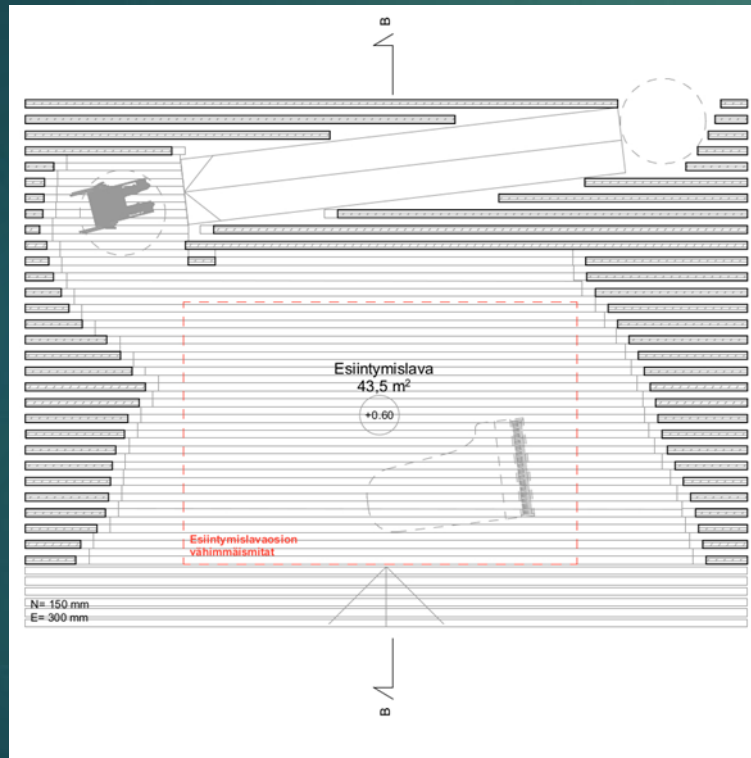 B
Esiintymislava
43,5 m²
+0.60
Esiintymislavaosion
vähimmäismitat
N= 150 mm
E= 300 mm
B